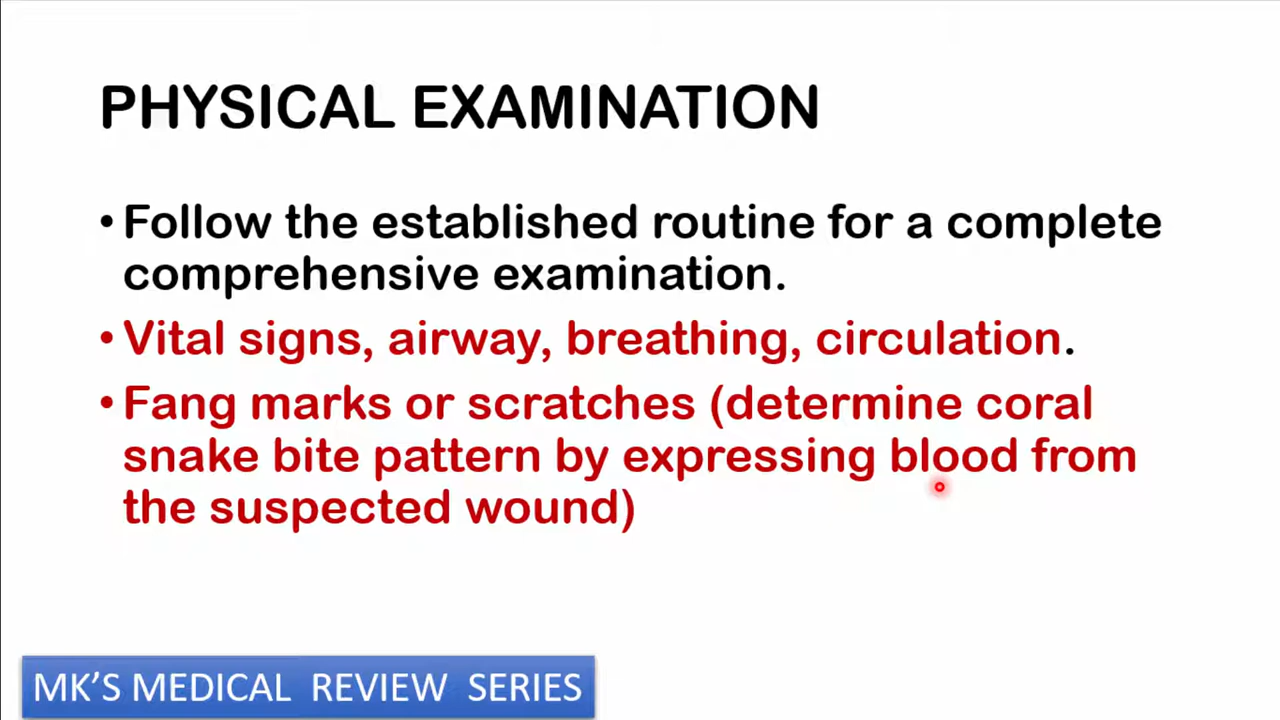 PHYSICAL EXAMINATION
• Follow the established routine for a complete
comprehensive examination.
• Vital signs, airway, breathing, circulation.
• Fang marks or scratches (determine coral
snake bite pattern by expressing blood from
the suspected wound)
MK'S MEDICAL REVIEW SERIES